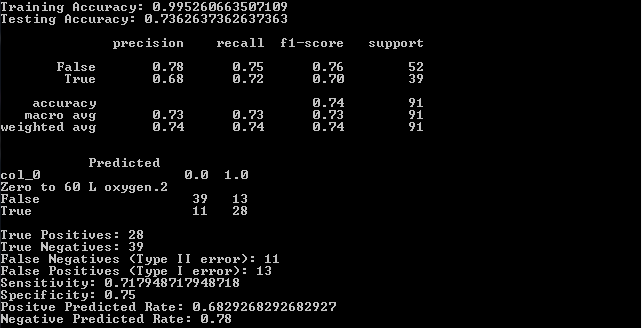 Training Accuracy: 0.995260663507109
Testing Accuracy: 0.7362637362637363
precision recall f1-score support
False 0.78 0.75 0.76 52
True 0.68 0.72 0.70 39
accuracy 0.74 91
macro avg 0.73 0.73 0.73 91
weighted avg 0.74 0.74 0.74 91
Predicted
col_0 0.0 1.0
Zero to 60 L oxygen.2
False 39 13
True 11 28
True Positives: 28
True Negatives: 39
False Negatives (Type II error): 11
False Positives (Type I error): 13
Sensitivity: 0.717948717948718
Specificity: 0.75
Positve Predicted Rate: 0.6829268292682927
Negative Predicted Rate: 0.78